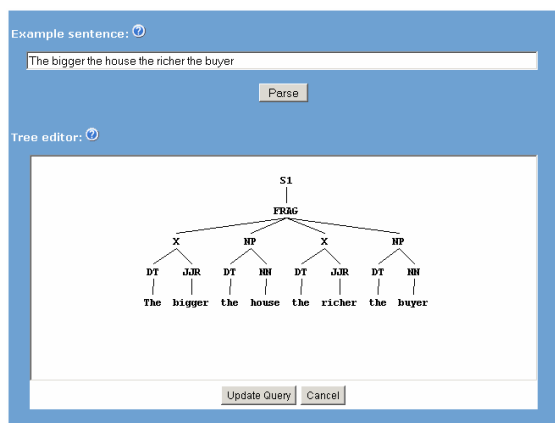 Example sentence: ?
The bigger the house the richer the buyer
Parse
Tree editor: ?
S1
FRAG
X NP X NP
DT JJR DT NN DT JJR DT NN
The bigger the house the richer the buyer
Update Query Cancel